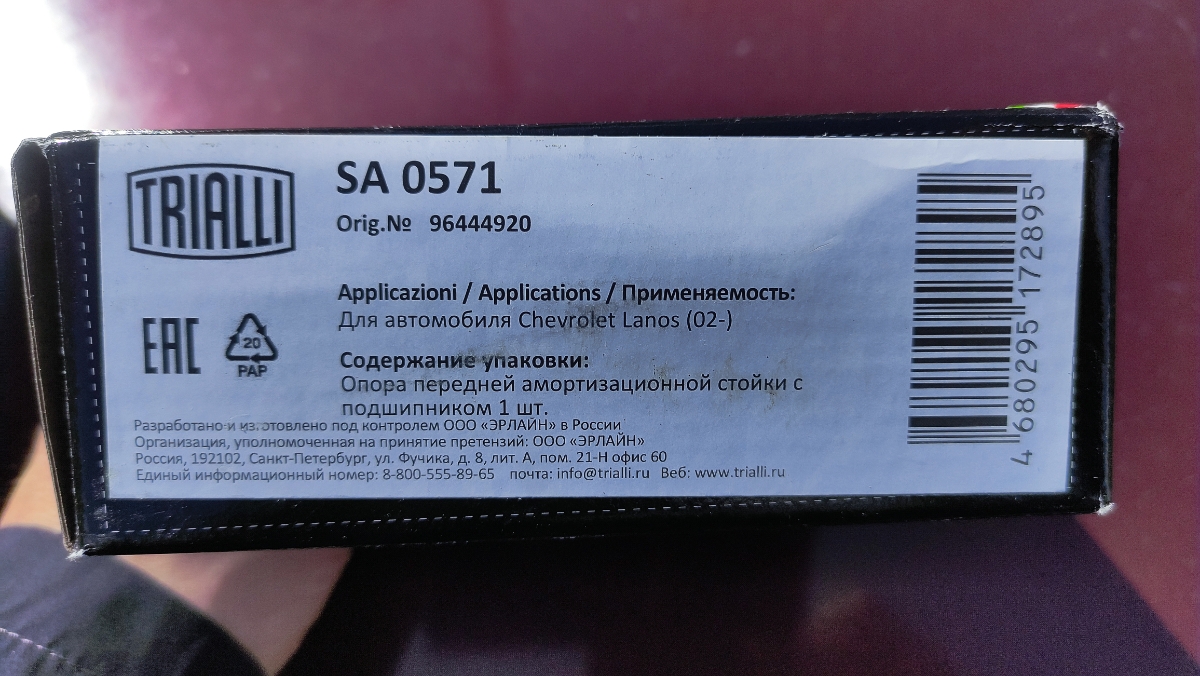 TRIALLI
SA 0571
Orig.№ 96444920
Applicazioni / Applications / Применяемость:
Для автомобиля Chevrolet Lanos (02-)
EAC
20
PAP
Содержание упаковки:
Опора передней амортизационной стойки с
подшипником 1 шт.
Разработано и изготовлено под контролем ООО «ЭРЛАЙН» в России
Организация, уполномоченная на принятие претензий: ООО «ЭРЛАЙН»
Россия, 192102, Санкт-Петербург, ул. Фучика, д. 8, лит. А, пом. 21-Н офис 60
Единый информационный номер: 8-800-555-89-65 почта: info@trialli.ru Веб: www.trialli.ru
4 680295 172895